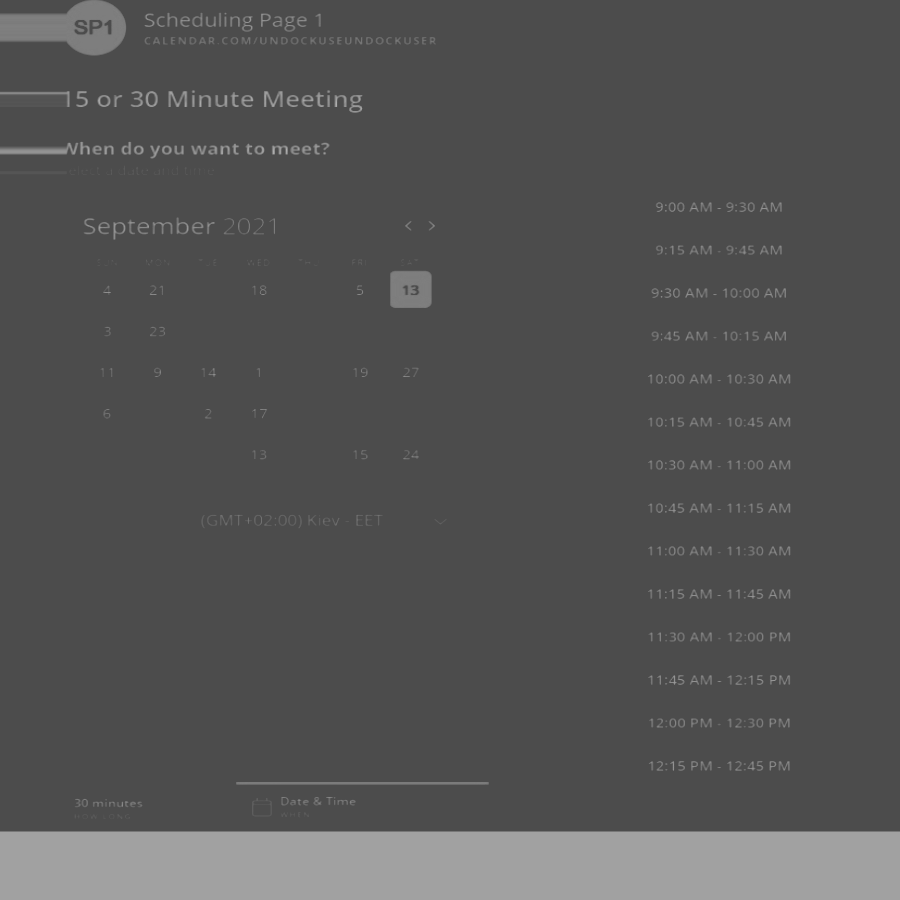 SP1
Scheduling Page 1
CALENDAR.COM/UNDOCKUSEUNDOCKUSER
15 or 30 Minute Meeting
When do you want to meet?
September 2021 < >
SUN MON TUE WED THU FRI SAT
4 21 18 5 13
3 23
11 9 14 1 19 27
6 2 17
13 15 24
(GMT+02:00) Kiev - EET
9:00 AM - 9:30 AM
9:15 AM - 9:45 AM
9:30 AM - 10:00 AM
9:45 AM - 10:15 AM
10:00 AM - 10:30 AM
10:15 AM - 10:45 AM
10:30 AM - 11:00 AM
10:45 AM - 11:15 AM
11:00 AM - 11:30 AM
11:15 AM - 11:45 AM
11:30 AM - 12:00 PM
11:45 AM - 12:15 PM
12:00 PM - 12:30 PM
12:15 PM - 12:45 PM
30 minutes
HOW LONG
Date & Time
WHEN